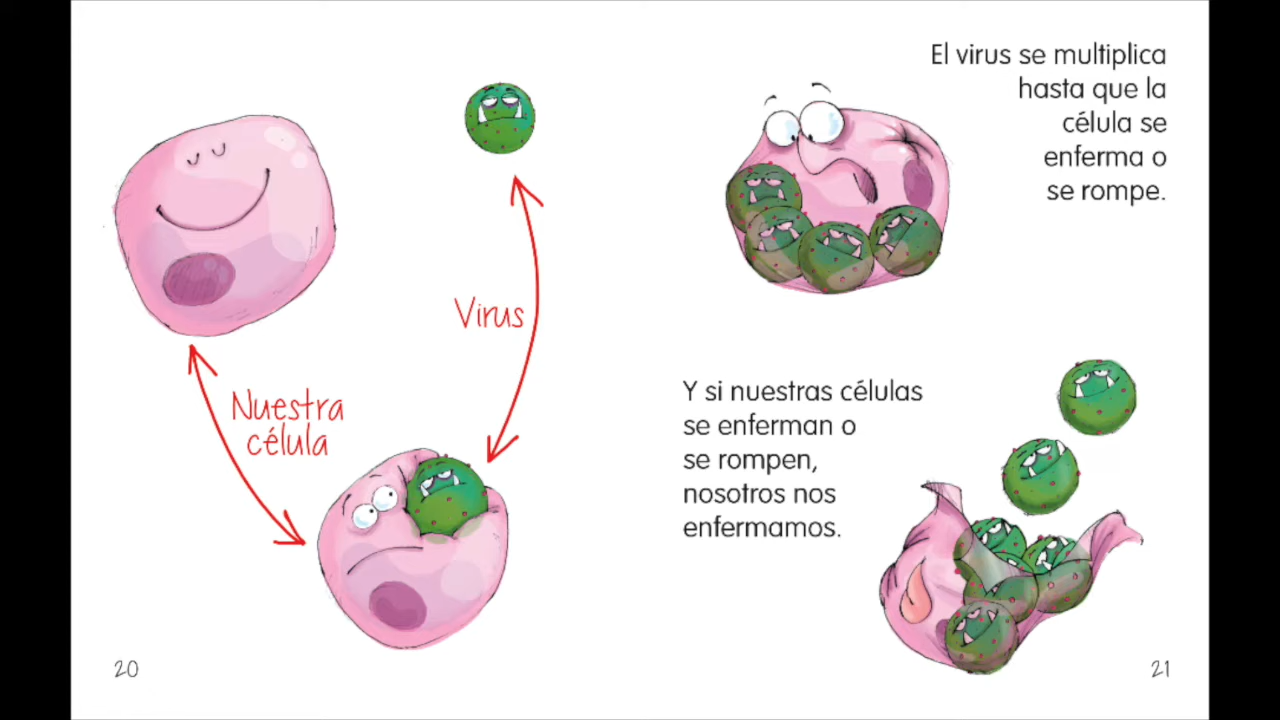 Virus
Nuestra
célula
20
El virus se multiplica
hasta que la
célula se
enferma o
se rompe.
Y si nuestras células
se enferman o
se rompen,
nosotros nos
enfermamos.
21